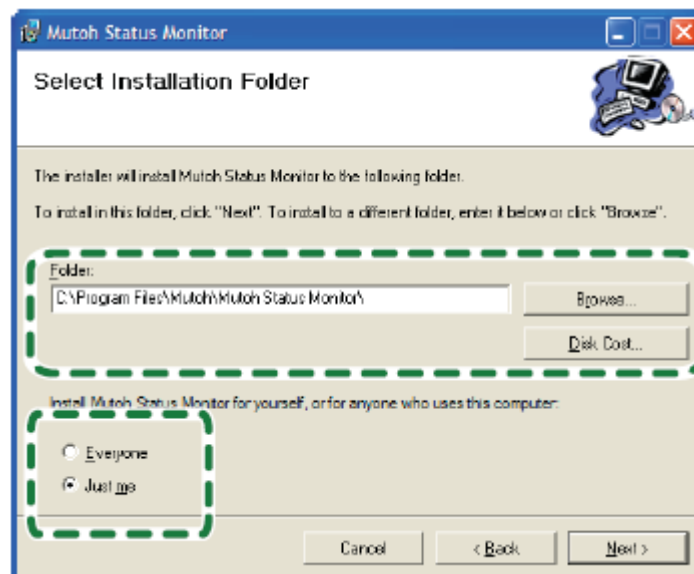 Mutoh Status Monitor
Select Installation Folder
The installer will install Mutoh Status Monitor to the following folder.
To install in this folder, click "Next". To install to a different folder, enter it below or click "Browse".
Folder:
C:\Program Files\Mutoh\Mutoh Status Monitor\
Browse...
Disk Cost...
Install Mutoh Status Monitor for yourself, or for anyone who uses this computer:
Everyone
Just me
Cancel
< Back
Next >